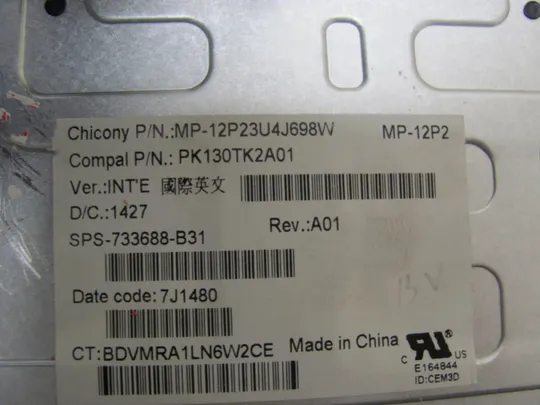 Chicony P/N.:MP-12P23U4J698W MP-12P2
Compal P/N.: PK130TK2A01
Ver.:INT'E 國際英文
D/C.:1427
SPS-733688-B31 Rev.:A01
Date code: 7J1480
CT:BDVMRA1LN6W2CE Made in China
C RU US
E164844
ID:CEM3D